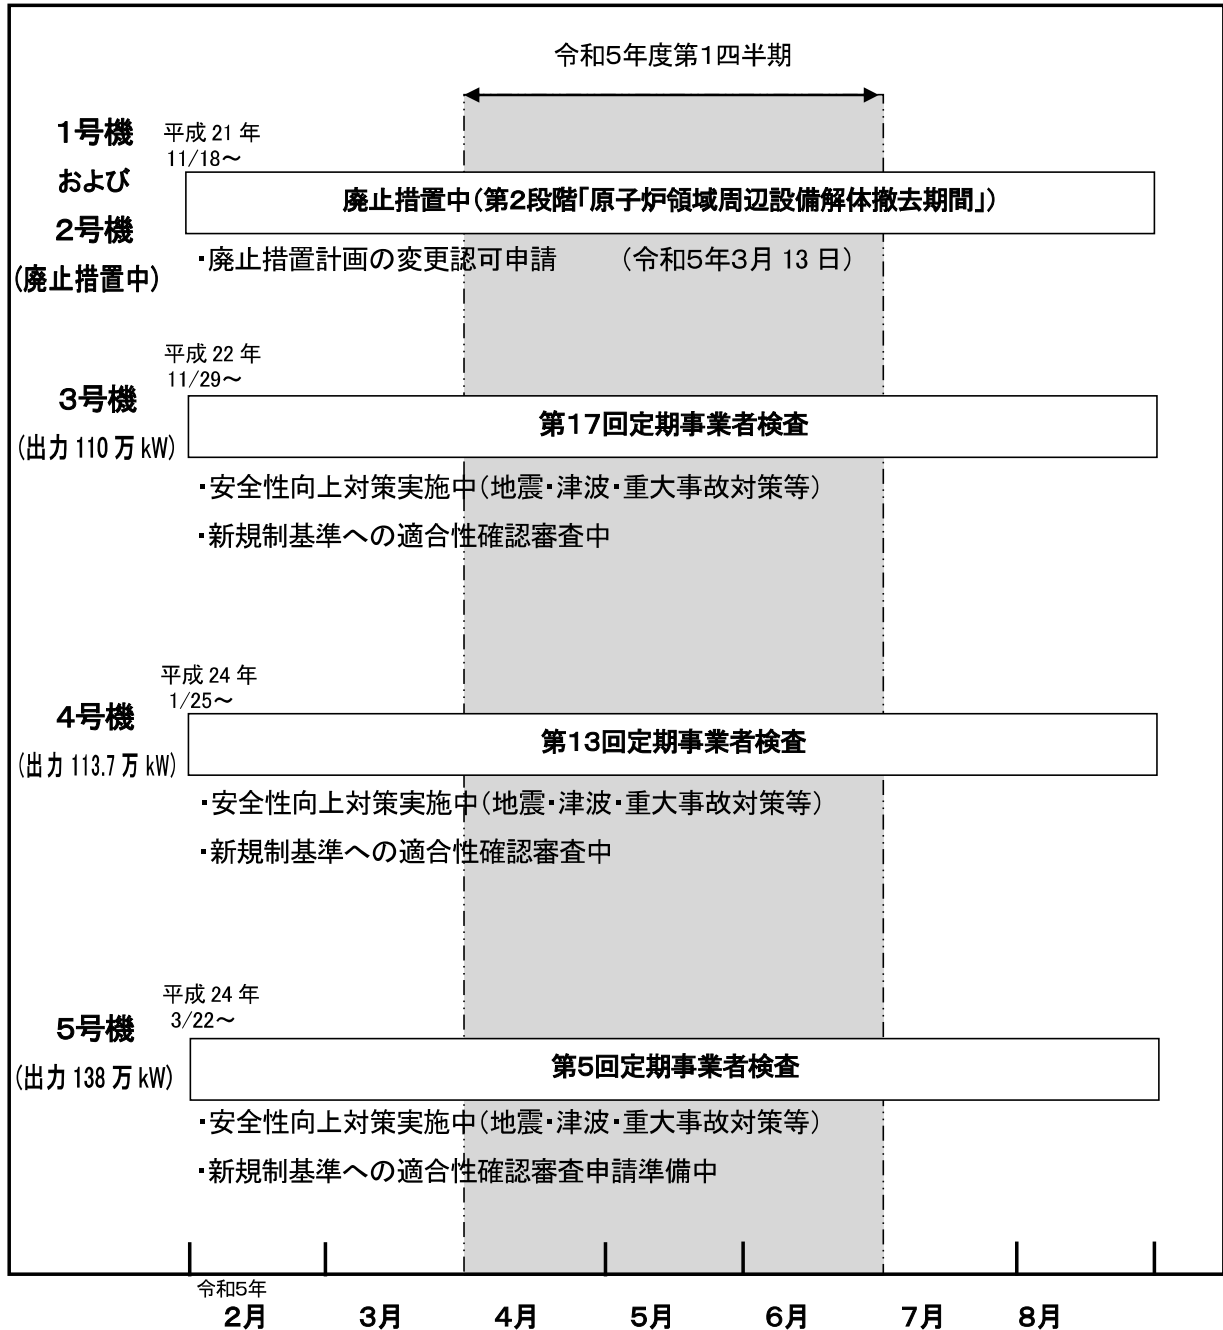 令和5年度第1四半期
1号機
および
2号機
(廃止措置中)
平成 21 年
11/18～
廃止措置中(第2段階「原子炉領域周辺設備解体撤去期間」)
・廃止措置計画の変更認可申請　　(令和5年3月 13 日)
3号機
(出力 110 万 kW)
平成 22 年
11/29～
第17回定期事業者検査
・安全性向上対策実施中(地震・津波・重大事故対策等)
・新規制基準への適合性確認審査中
4号機
(出力 113.7 万 kW)
平成 24 年
1/25～
第13回定期事業者検査
・安全性向上対策実施中(地震・津波・重大事故対策等)
・新規制基準への適合性確認審査中
5号機
(出力 138 万 kW)
平成 24 年
3/22～
第5回定期事業者検査
・安全性向上対策実施中(地震・津波・重大事故対策等)
・新規制基準への適合性確認審査申請準備中
令和5年
2月 3月 4月 5月 6月 7月 8月